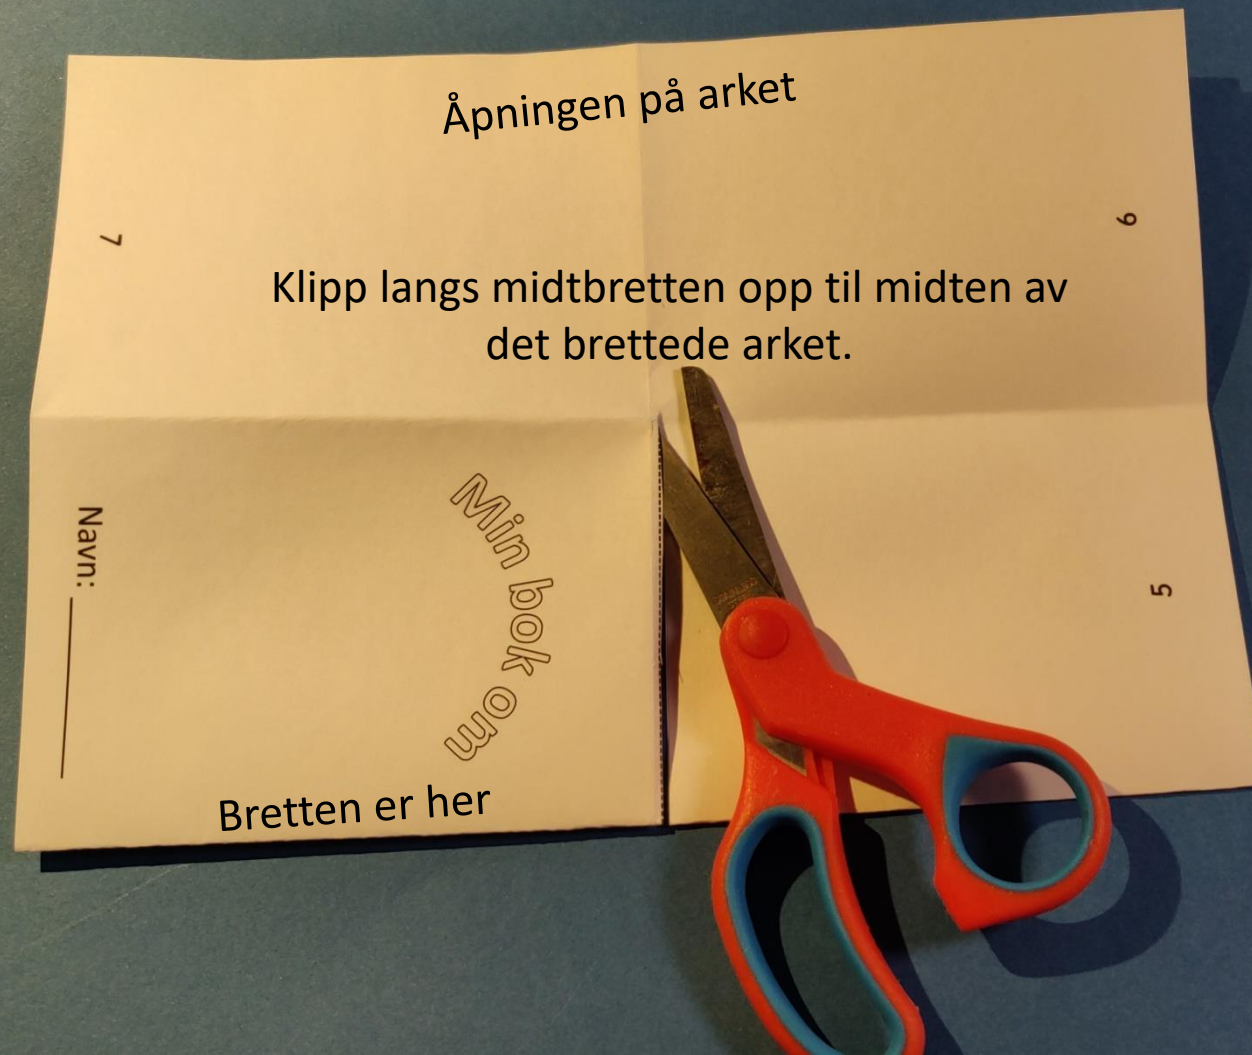 Åpningen på arket
7
6
Klipp langs midtbretten opp til midten av
det brettede arket.
Min bok om
Navn: ___________
5
Bretten er her